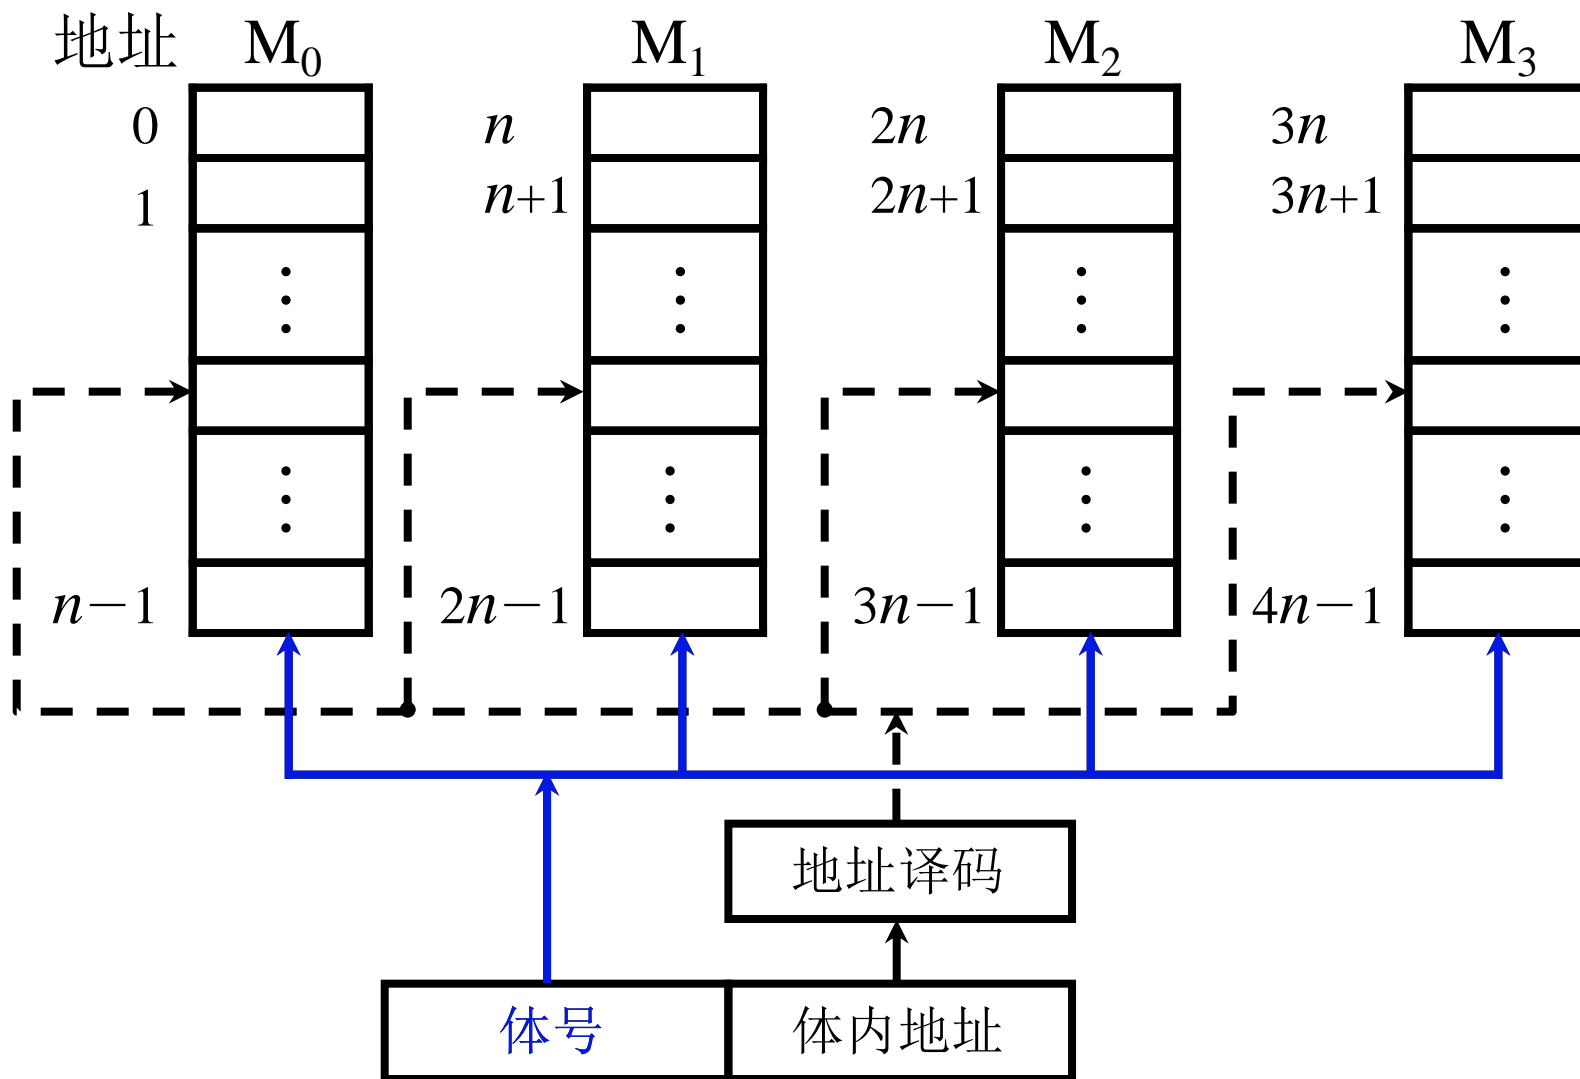 地址 M₀ M₁ M₂ M₃
0 n 2n 3n
1 n+1 2n+1 3n+1
n−1 2n−1 3n−1 4n−1
地址译码
体号 体内地址